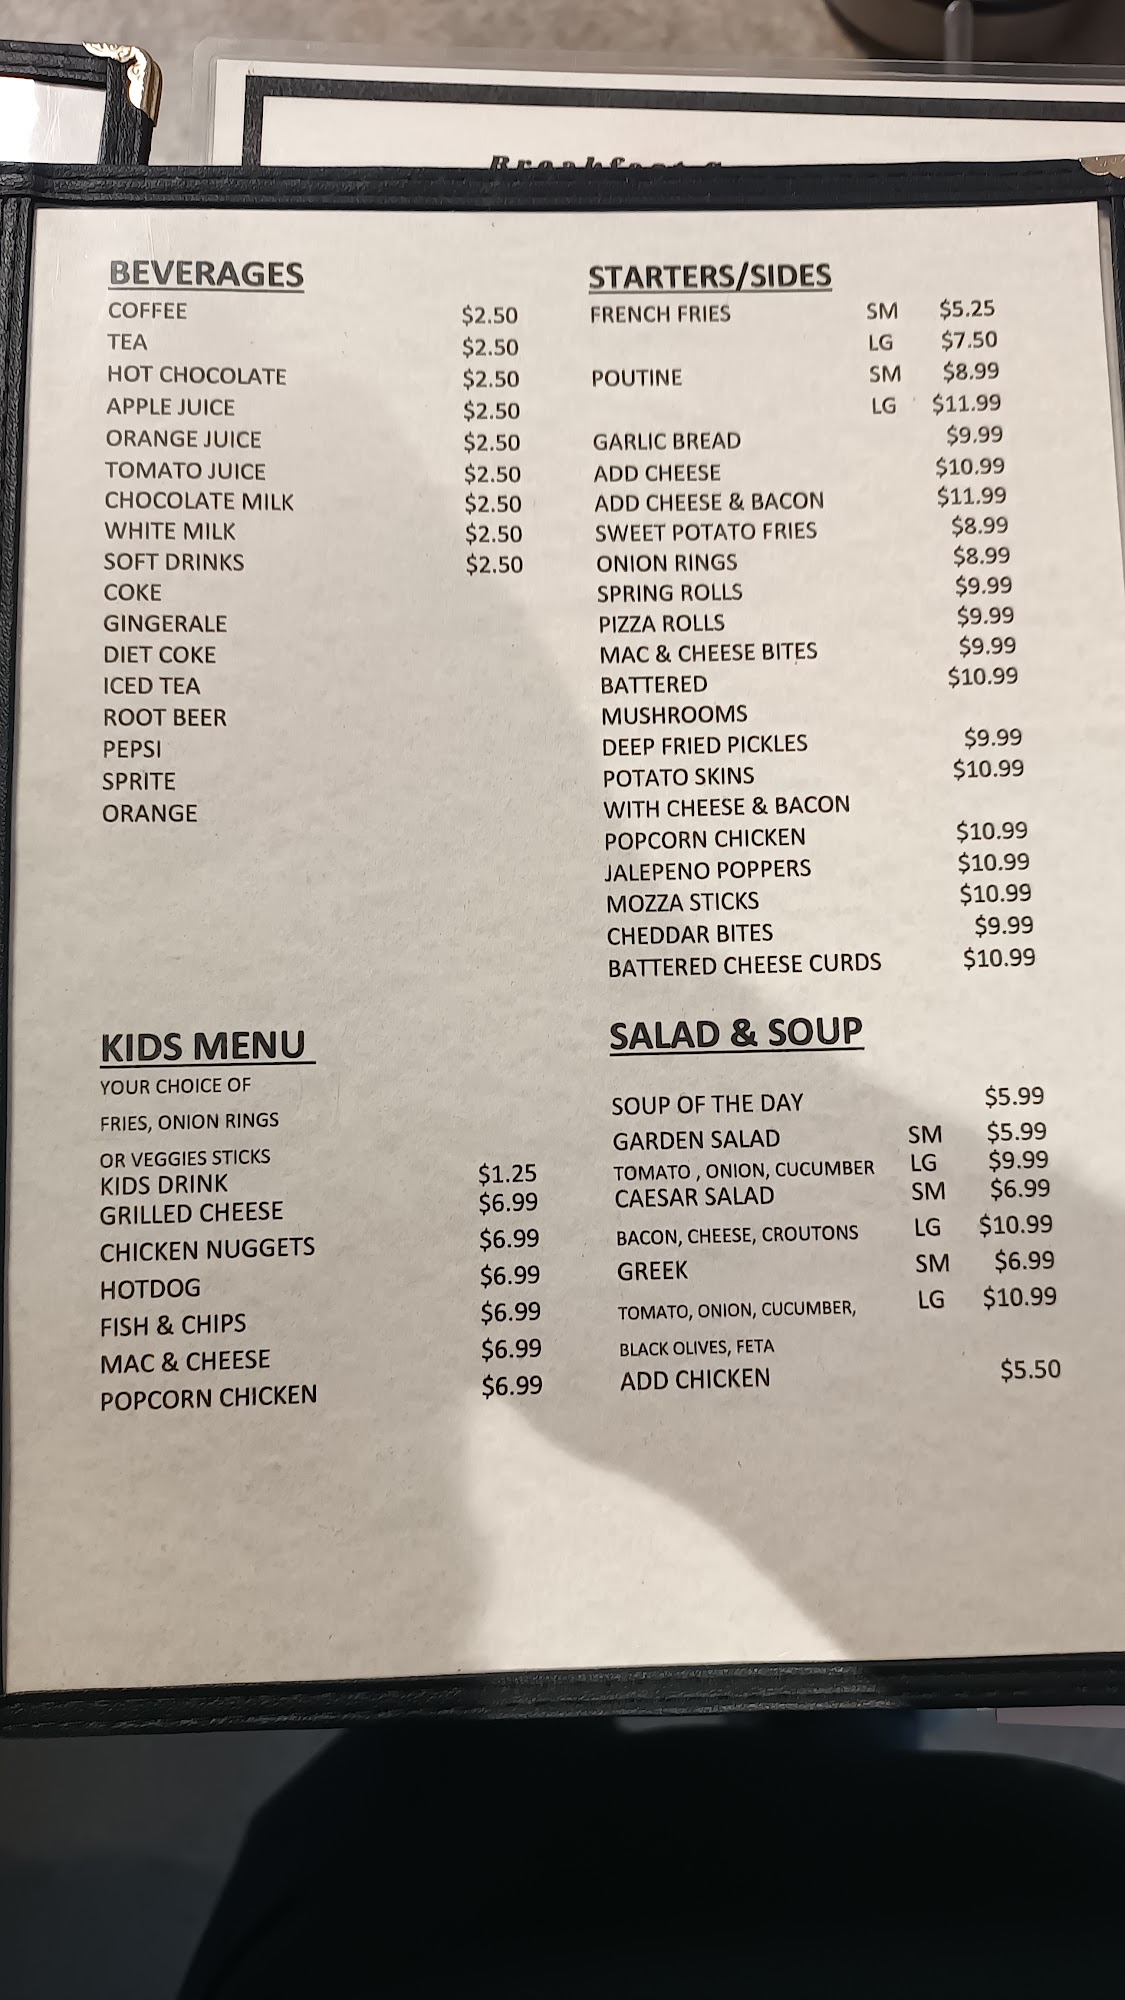 BEVERAGES
COFFEE $2.50
TEA $2.50
HOT CHOCOLATE $2.50
APPLE JUICE $2.50
ORANGE JUICE $2.50
TOMATO JUICE $2.50
CHOCOLATE MILK $2.50
WHITE MILK $2.50
SOFT DRINKS $2.50
COKE
GINGERALE
DIET COKE
ICED TEA
ROOT BEER
PEPSI
SPRITE
ORANGE
STARTERS/SIDES
FRENCH FRIES SM $5.25
LG $7.50
POUTINE SM $8.99
LG $11.99
GARLIC BREAD $9.99
ADD CHEESE $10.99
ADD CHEESE & BACON $11.99
SWEET POTATO FRIES $8.99
ONION RINGS $8.99
SPRING ROLLS $9.99
PIZZA ROLLS $9.99
MAC & CHEESE BITES $9.99
BATTERED $10.99
MUSHROOMS
DEEP FRIED PICKLES $9.99
POTATO SKINS $10.99
WITH CHEESE & BACON
POPCORN CHICKEN $10.99
JALEPENO POPPERS $10.99
MOZZA STICKS $10.99
CHEDDAR BITES $9.99
BATTERED CHEESE CURDS $10.99
KIDS MENU
YOUR CHOICE OF
FRIES, ONION RINGS
OR VEGGIES STICKS
KIDS DRINK $1.25
GRILLED CHEESE $6.99
CHICKEN NUGGETS $6.99
HOTDOG $6.99
FISH & CHIPS $6.99
MAC & CHEESE $6.99
POPCORN CHICKEN $6.99
SALAD & SOUP
SOUP OF THE DAY $5.99
GARDEN SALAD SM $5.99
TOMATO , ONION, CUCUMBER LG $9.99
CAESAR SALAD SM $6.99
BACON, CHEESE, CROUTONS LG $10.99
GREEK SM $6.99
TOMATO, ONION, CUCUMBER, LG $10.99
BLACK OLIVES, FETA
ADD CHICKEN $5.50